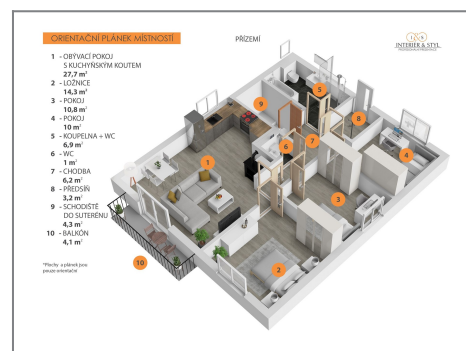 ORIENTAČNÍ PLÁNEK MÍSTNOSTÍ
PŘÍZEMÍ
INTERIER & STYL
1 - OBÝVACÍ POKOJ
S KUCHYŇSKÝM KOUTEM
27,7 m²
2 - LOŽNICE
14,3 m²
3 - POKOJ
10,8 m²
4 - POKOJ
10 m²
5 - KOUPELNA + WC
6,9 m²
6 - WC
1 m²
7 - CHODBA
6,2 m²
8 - PŘEDSÍŇ
3,2 m²
9 - SCHODIŠTĚ
DO SUTERÉNU
4,3 m²
10 - BALKÓN
4,1 m²
*Plochy a plánek jsou
pouze orientační
5
9
8
7
6
4
1
3
2
10